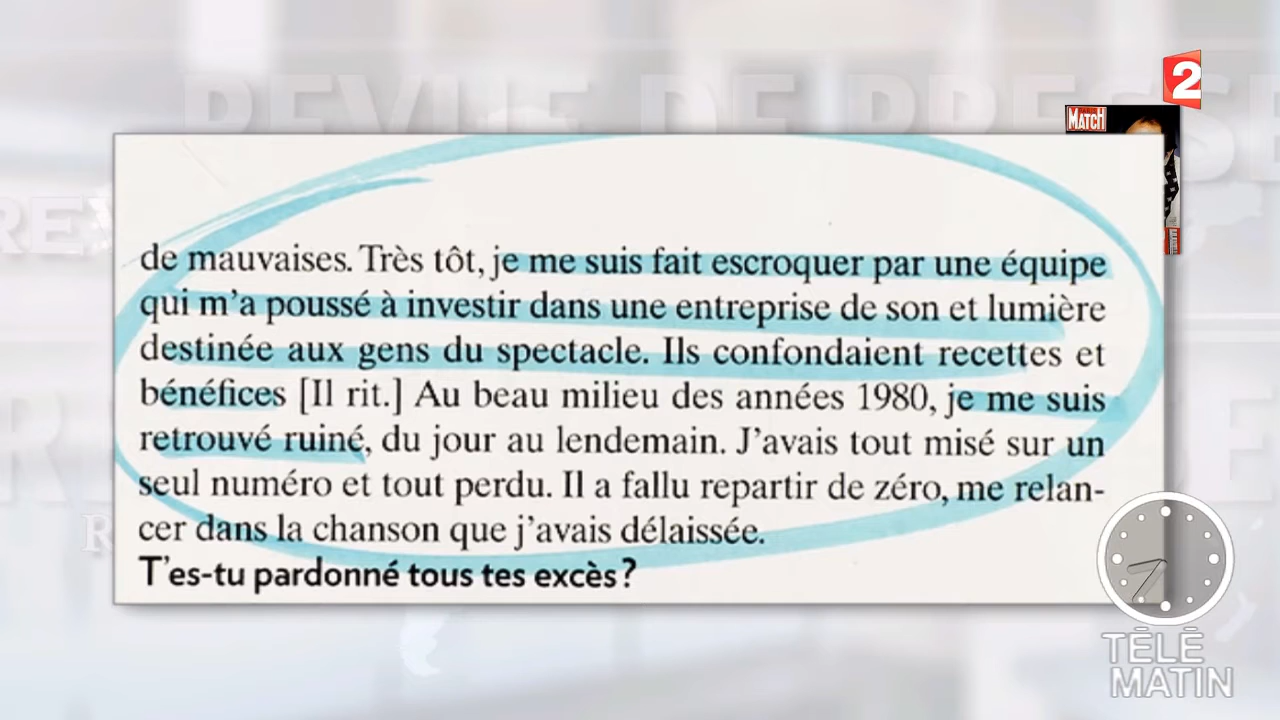 REVUE DE PRESSE
2
PARIS
MATCH
de mauvaises. Très tôt, je me suis fait escroquer par une équipe
qui m'a poussé à investir dans une entreprise de son et lumière
destinée aux gens du spectacle. Ils confondaient recettes et
bénéfices [Il rit.] Au beau milieu des années 1980, je me suis
retrouvé ruiné, du jour au lendemain. J'avais tout misé sur un
seul numéro et tout perdu. Il a fallu repartir de zéro, me relan-
cer dans la chanson que j'avais délaissée.
T'es-tu pardonné tous tes excès ?
TÉLÉ
MATIN